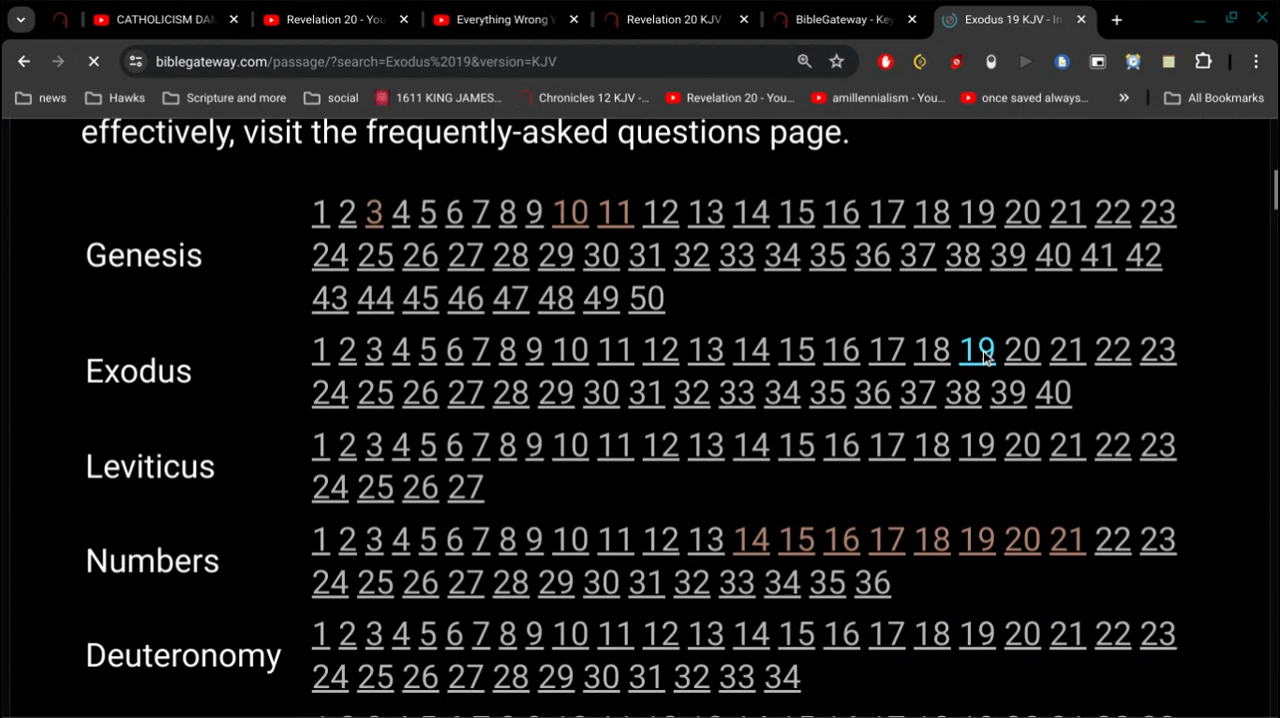 CATHOLICISM DA
Revelation 20 - You
Everything Wrong
Revelation 20 KJV
BibleGateway - Key
Exodus 19 KJV - In
biblegateway.com/passage/?search=Exodus%2019&version=KJV
news
Hawks
Scripture and more
social
1611 KING JAMES...
Chronicles 12 KJV -...
Revelation 20 - You...
amillennialism - You...
once saved always...
All Bookmarks
effectively, visit the frequently-asked questions page.
Genesis
1 2 3 4 5 6 7 8 9 10 11 12 13 14 15 16 17 18 19 20 21 22 23
24 25 26 27 28 29 30 31 32 33 34 35 36 37 38 39 40 41 42
43 44 45 46 47 48 49 50
Exodus
1 2 3 4 5 6 7 8 9 10 11 12 13 14 15 16 17 18 19 20 21 22 23
24 25 26 27 28 29 30 31 32 33 34 35 36 37 38 39 40
Leviticus
1 2 3 4 5 6 7 8 9 10 11 12 13 14 15 16 17 18 19 20 21 22 23
24 25 26 27
Numbers
1 2 3 4 5 6 7 8 9 10 11 12 13 14 15 16 17 18 19 20 21 22 23
24 25 26 27 28 29 30 31 32 33 34 35 36
Deuteronomy
1 2 3 4 5 6 7 8 9 10 11 12 13 14 15 16 17 18 19 20 21 22 23
24 25 26 27 28 29 30 31 32 33 34